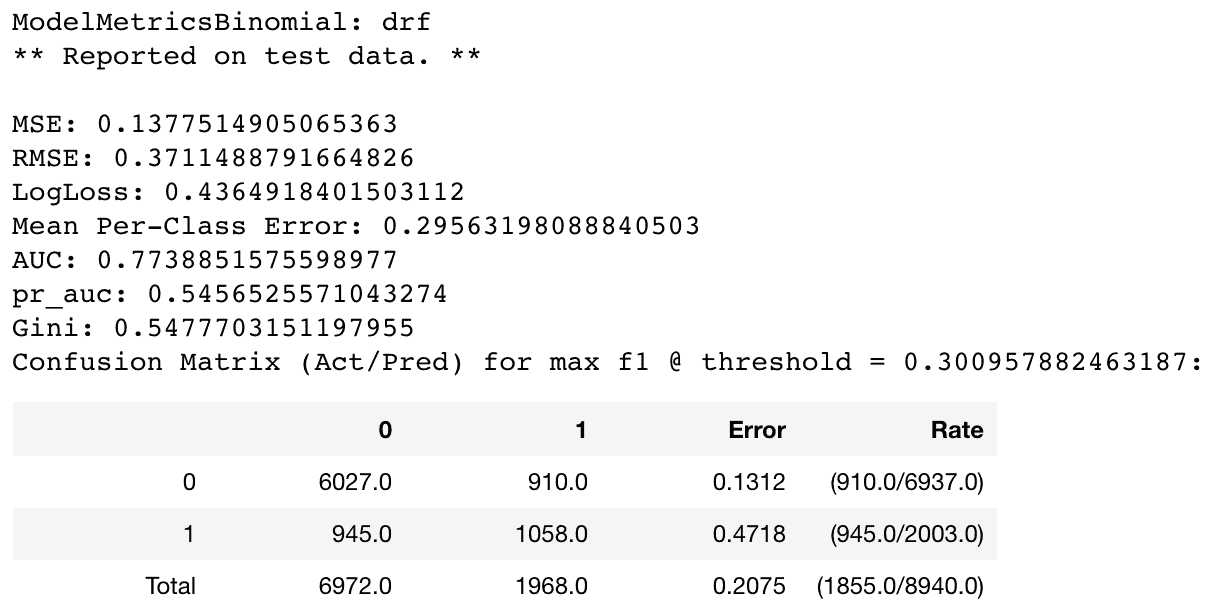 ModelMetricsBinomial: drf
** Reported on test data. **
MSE: 0.1377514905065363
RMSE: 0.3711488791664826
LogLoss: 0.4364918401503112
Mean Per-Class Error: 0.29563198088840503
AUC: 0.7738851575598977
pr_auc: 0.5456525571043274
Gini: 0.5477703151197955
Confusion Matrix (Act/Pred) for max f1 @ threshold = 0.300957882463187:
0 1 Error Rate
0 6027.0 910.0 0.1312 (910.0/6937.0)
1 945.0 1058.0 0.4718 (945.0/2003.0)
Total 6972.0 1968.0 0.2075 (1855.0/8940.0)